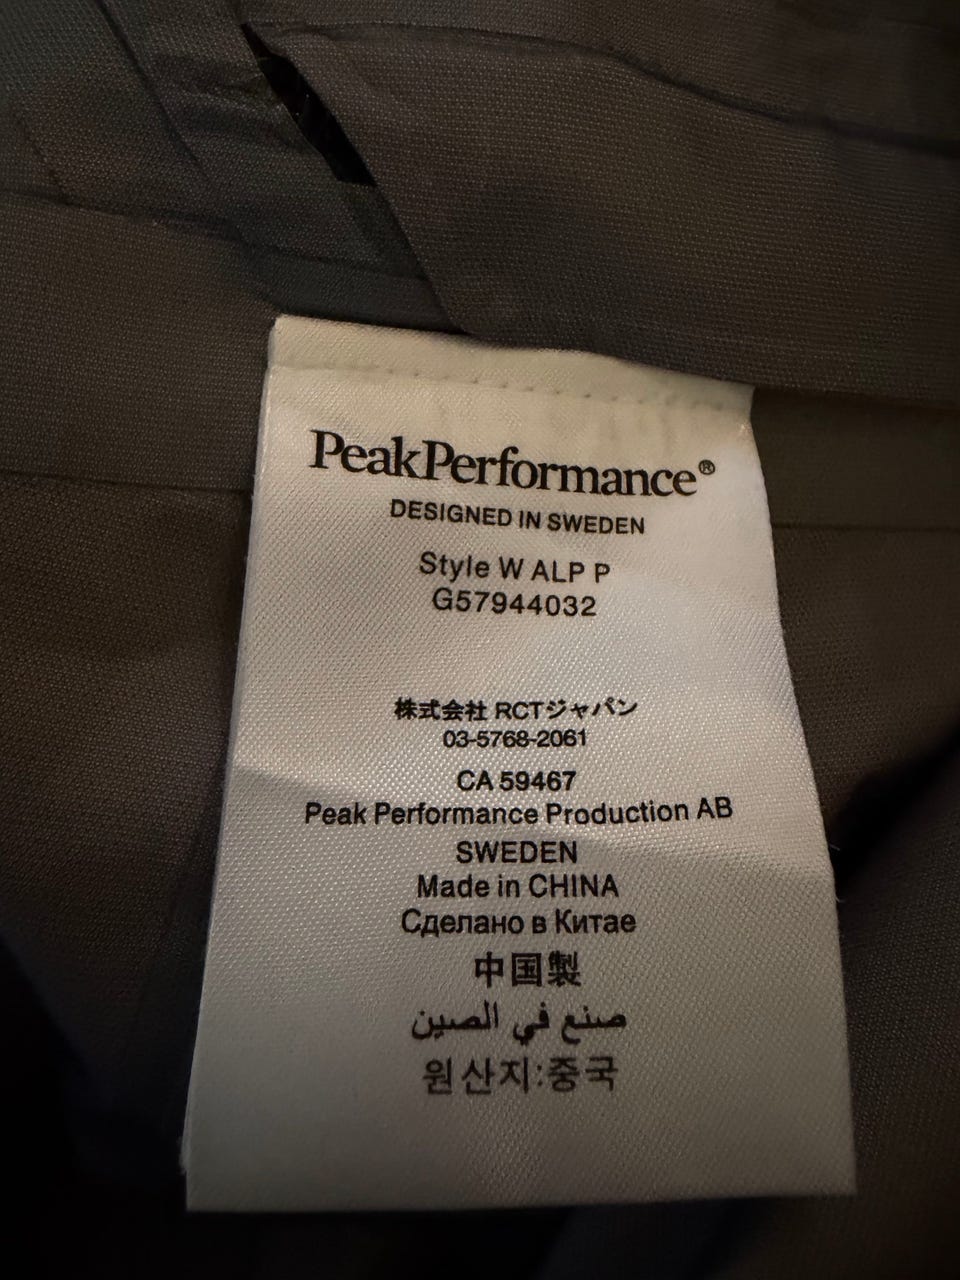 PeakPerformance®
DESIGNED IN SWEDEN
Style W ALP P
G57944032
株式会社 RCTジャパン
03-5768-2061
CA 59467
Peak Performance Production AB
SWEDEN
Made in CHINA
Сделано в Китае
中国製
صنع في الصين
원산지:중국